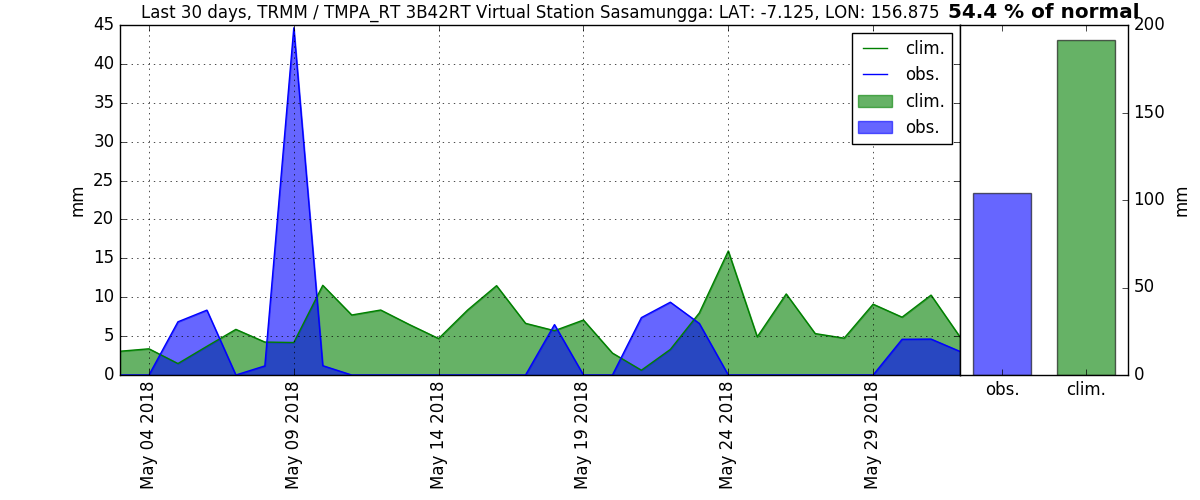 Last 30 days, TRMM / TMPA_RT 3B42RT Virtual Station Sasamungga: LAT: -7.125, LON: 156.875
54.4 % of normal
45
40
35
30
25
20
15
10
5
0
mm
clim.
obs.
clim.
obs.
May 04 2018
May 09 2018
May 14 2018
May 19 2018
May 24 2018
May 29 2018
200
150
100
50
0
mm
obs.
clim.